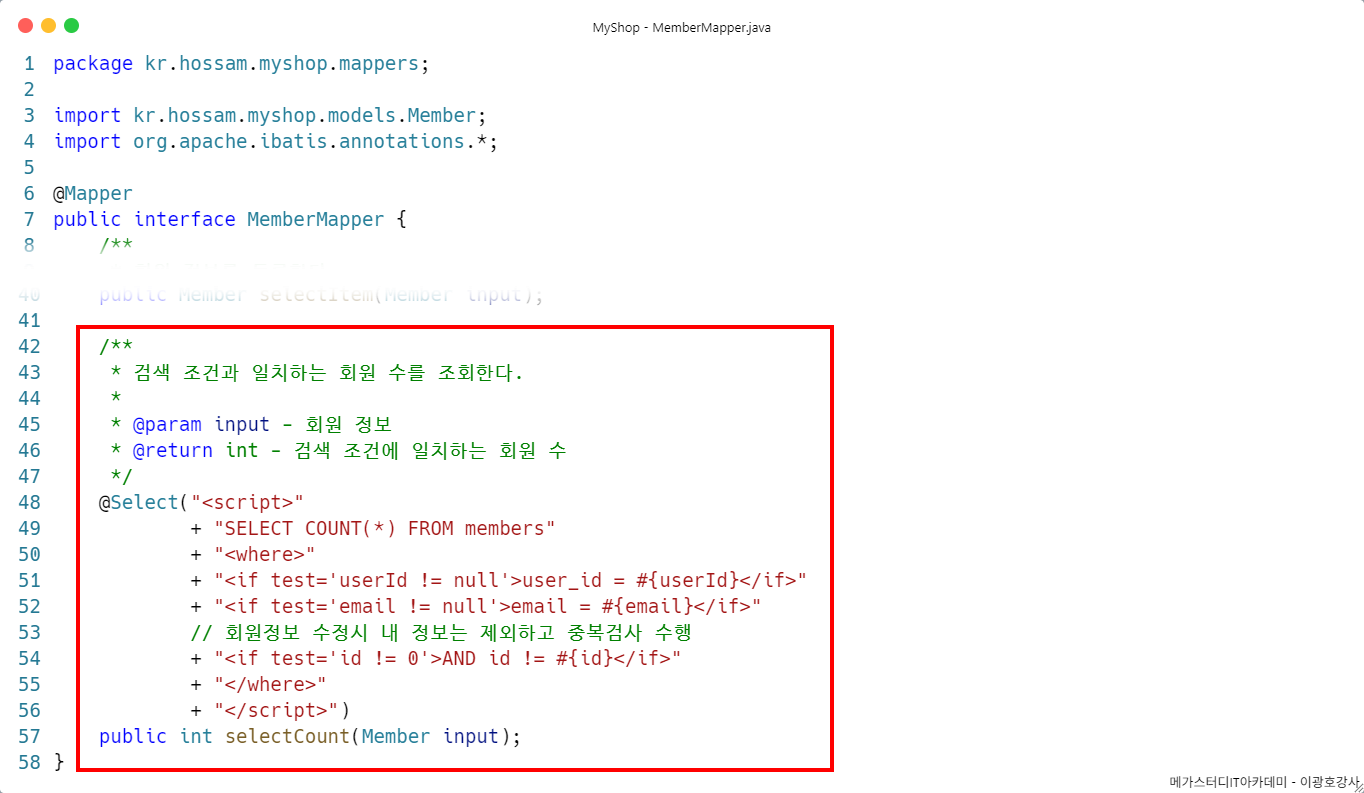 MyShop - MemberMapper.java
1 package kr.hossam.myshop.mappers;
2
3 import kr.hossam.myshop.models.Member;
4 import org.apache.ibatis.annotations.*;
5
6 @Mapper
7 public interface MemberMapper {
8     /**
40     public Member selectItem(Member input);
41
42     /**
43      * 검색 조건과 일치하는 회원 수를 조회한다.
44      *
45      * @param input - 회원 정보
46      * @return int - 검색 조건에 일치하는 회원 수
47      */
48     @Select("<script>"
49             + "SELECT COUNT(*) FROM members"
50             + "<where>"
51             + "<if test='userId != null'>user_id = #{userId}</if>"
52             + "<if test='email != null'>email = #{email}</if>"
53             // 회원정보 수정시 내 정보는 제외하고 중복검사 수행
54             + "<if test='id != 0'>AND id != #{id}</if>"
55             + "</where>"
56             + "</script>")
57     public int selectCount(Member input);
58 }
메가스터디IT아카데미 - 이광호강사